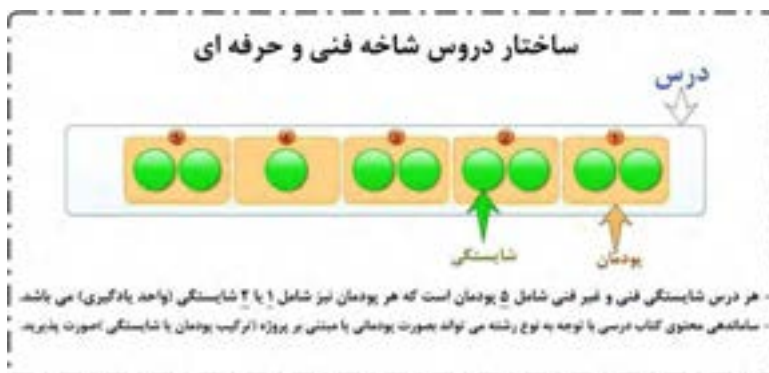 ساختار دروس شاخه فنی و حرفه ای
درس
شایستگی
پودمان
- هر درس شایستگی فنی و غیر فنی شامل ۵ پودمان است که هر پودمان نیز شامل ۱ یا ۲ شایستگی (واحد یادگیری) می باشد.
- ساماندهی محتوی کتاب درسی با توجه به نوع رشته می تواند بصورت پودمانی یا مبتنی بر پروژه (ترکیب پودمان یا شایستگی )صورت پذیرید.